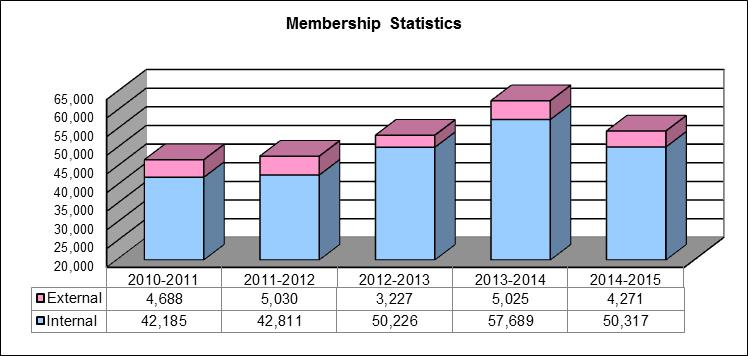 Membership Statistics
65,000
60,000
55,000
50,000
45,000
40,000
35,000
30,000
25,000
20,000
2010-2011 2011-2012 2012-2013 2013-2014 2014-2015
External 4,688 5,030 3,227 5,025 4,271
Internal 42,185 42,811 50,226 57,689 50,317